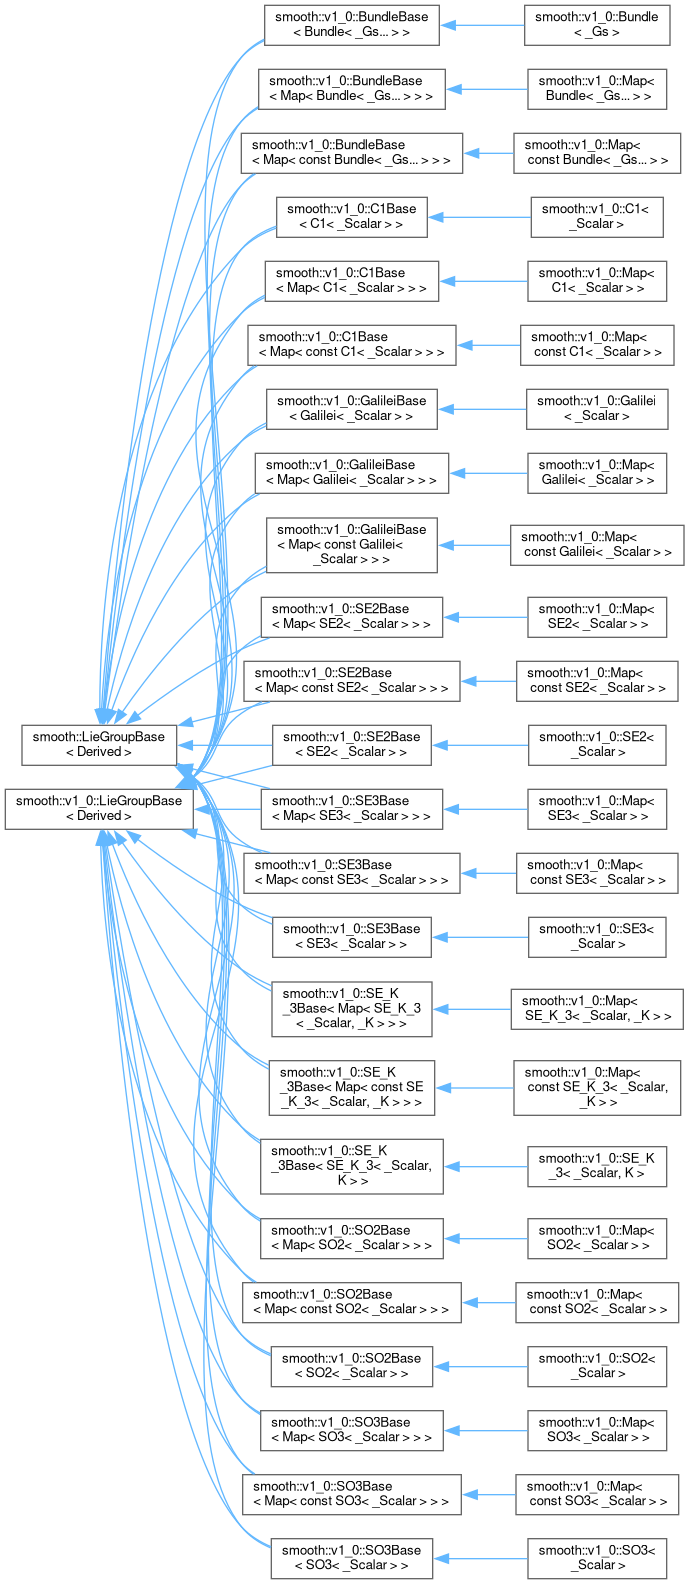 smooth::v1_0::BundleBase
< Bundle< _Gs... > >
smooth::v1_0::Bundle
< _Gs >
smooth::v1_0::BundleBase
< Map< Bundle< _Gs... > > >
smooth::v1_0::Map<
Bundle< _Gs... > >
smooth::v1_0::BundleBase
< Map< const Bundle< _Gs... > > >
smooth::v1_0::Map<
const Bundle< _Gs... > >
smooth::v1_0::C1Base
< C1< _Scalar > >
smooth::v1_0::C1<
_Scalar >
smooth::v1_0::C1Base
< Map< C1< _Scalar > > >
smooth::v1_0::Map<
C1< _Scalar > >
smooth::v1_0::C1Base
< Map< const C1< _Scalar > > >
smooth::v1_0::Map<
const C1< _Scalar > >
smooth::v1_0::GalileiBase
< Galilei< _Scalar > >
smooth::v1_0::Galilei
< _Scalar >
smooth::v1_0::GalileiBase
< Map< Galilei< _Scalar > > >
smooth::v1_0::Map<
Galilei< _Scalar > >
smooth::v1_0::GalileiBase
< Map< const Galilei<
_Scalar > > >
smooth::v1_0::Map<
const Galilei< _Scalar > >
smooth::v1_0::SE2Base
< Map< SE2< _Scalar > > >
smooth::v1_0::Map<
SE2< _Scalar > >
smooth::v1_0::SE2Base
< Map< const SE2< _Scalar > > >
smooth::v1_0::Map<
const SE2< _Scalar > >
smooth::LieGroupBase
< Derived >
smooth::v1_0::SE2Base
< SE2< _Scalar > >
smooth::v1_0::SE2<
_Scalar >
smooth::v1_0::LieGroupBase
< Derived >
smooth::v1_0::SE3Base
< Map< SE3< _Scalar > > >
smooth::v1_0::Map<
SE3< _Scalar > >
smooth::v1_0::SE3Base
< Map< const SE3< _Scalar > > >
smooth::v1_0::Map<
const SE3< _Scalar > >
smooth::v1_0::SE3Base
< SE3< _Scalar > >
smooth::v1_0::SE3<
_Scalar >
smooth::v1_0::SE_K
_3Base< Map< SE_K_3
< _Scalar, _K > > >
smooth::v1_0::Map<
SE_K_3< _Scalar, _K > >
smooth::v1_0::SE_K
_3Base< Map< const SE
_K_3< _Scalar, _K > > >
smooth::v1_0::Map<
const SE_K_3< _Scalar,
_K > >
smooth::v1_0::SE_K
_3Base< SE_K_3< _Scalar,
K > >
smooth::v1_0::SE_K
_3< _Scalar, K >
smooth::v1_0::SO2Base
< Map< SO2< _Scalar > > >
smooth::v1_0::Map<
SO2< _Scalar > >
smooth::v1_0::SO2Base
< Map< const SO2< _Scalar > > >
smooth::v1_0::Map<
const SO2< _Scalar > >
smooth::v1_0::SO2Base
< SO2< _Scalar > >
smooth::v1_0::SO2<
_Scalar >
smooth::v1_0::SO3Base
< Map< SO3< _Scalar > > >
smooth::v1_0::Map<
SO3< _Scalar > >
smooth::v1_0::SO3Base
< Map< const SO3< _Scalar > > >
smooth::v1_0::Map<
const SO3< _Scalar > >
smooth::v1_0::SO3Base
< SO3< _Scalar > >
smooth::v1_0::SO3<
_Scalar >